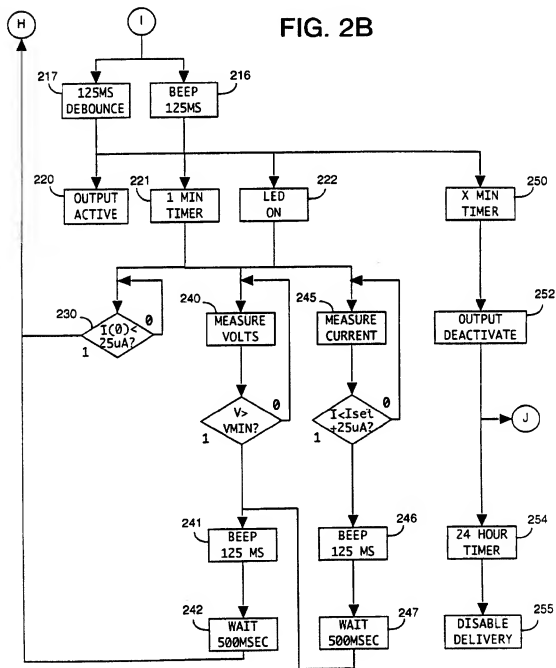 FIG. 2B
H
I
217
125MS
DEBOUNCE
216
BEEP
125MS
220
OUTPUT
ACTIVE
221
1 MIN
TIMER
222
LED
ON
250
X MIN
TIMER
230
I(0)<
25uA?
0
1
240
MEASURE
VOLTS
245
MEASURE
CURRENT
252
OUTPUT
DEACTIVATE
V>
VMIN?
0
1
I<Iset
+25uA?
0
1
J
241
BEEP
125 MS
246
BEEP
125 MS
254
24 HOUR
TIMER
242
WAIT
500MSEC
247
WAIT
500MSEC
255
DISABLE
DELIVERY